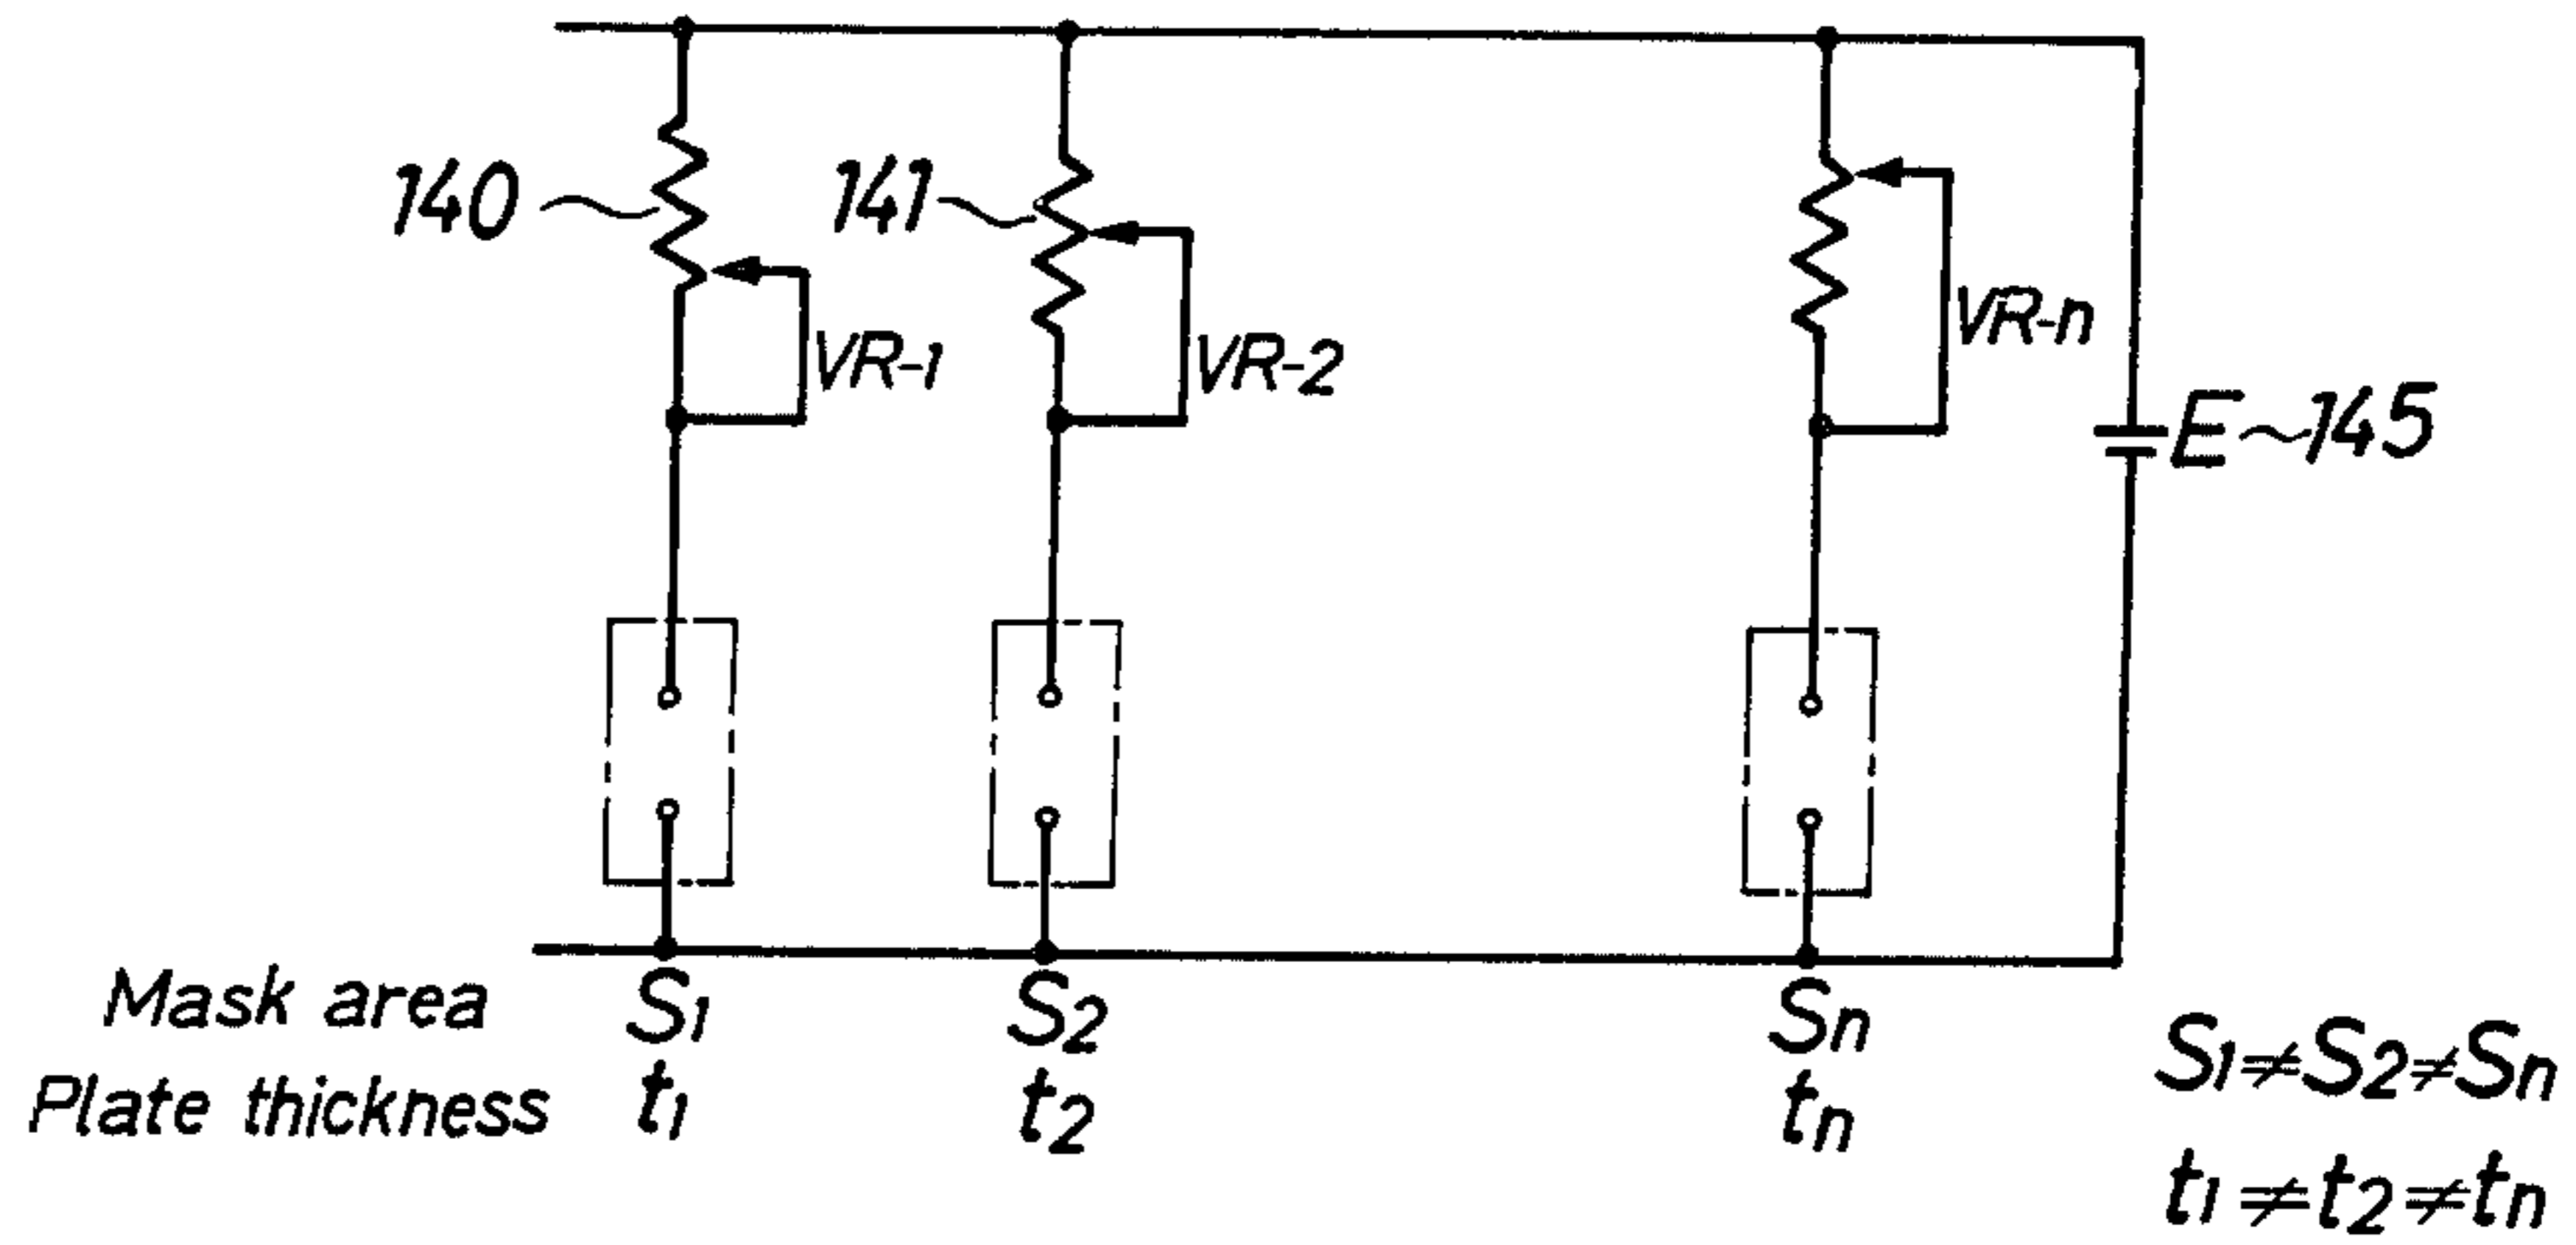 140
141
VR-1
VR-2
VR-n
E~145
Mask area S1 S2 Sn
Plate thickness t1 t2 tn
S1≠S2≠Sn
t1≠t2≠tn